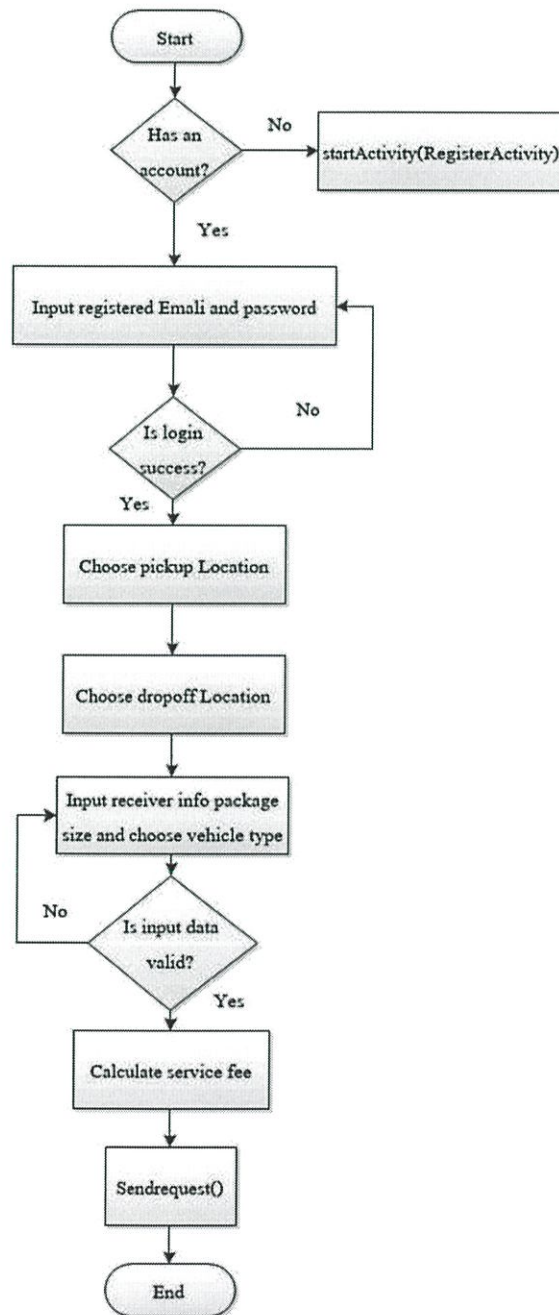 Start
Has an
account?
No
startActivity(RegisterActivity)
Yes
Input registered Emali and password
No
Is login
success?
Yes
Choose pickup Location
Choose dropoff Location
Input receiver info package
size and choose vehicle type
No
Is input data
valid?
Yes
Calculate service fee
Sendrequest()
End